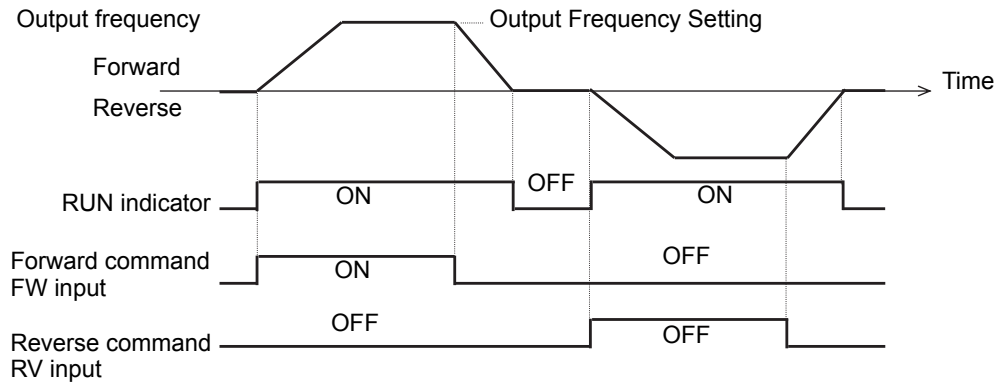 Output frequency
Output Frequency Setting
Forward
Time
Reverse
OFF
RUN indicator
ON
ON
Forward command
FW input
ON
OFF
OFF
Reverse command
RV input
OFF